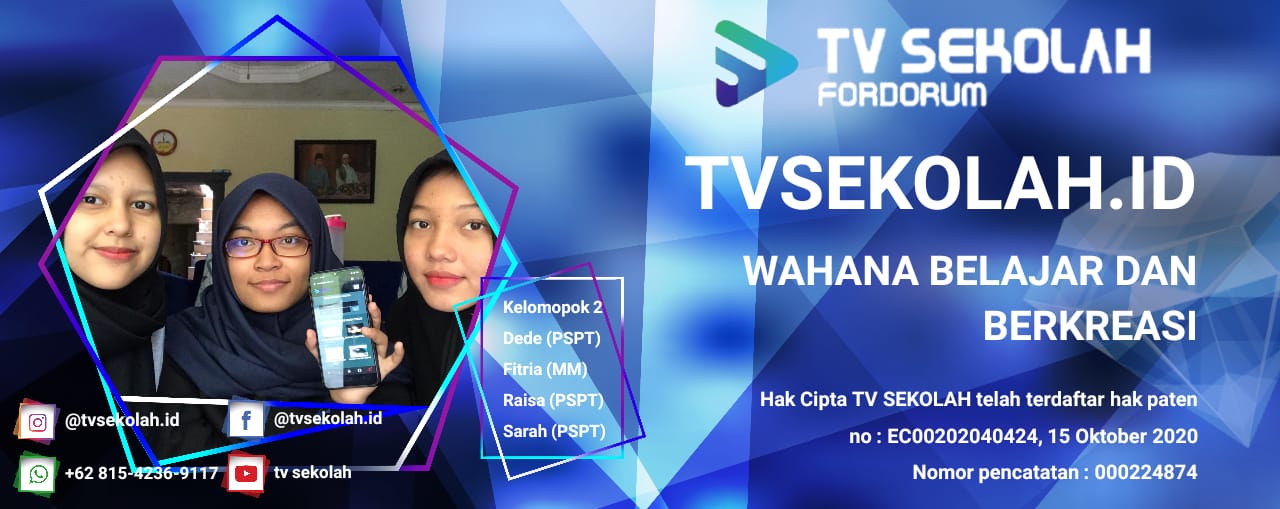 TV SEKOLAH
FORDORUM
TVSEKOLAH.ID
WAHANA BELAJAR DAN
BERKREASI
Kelomopok 2
Dede (PSPT)
Fitria (MM)
Raisa (PSPT)
Sarah (PSPT)
Hak Cipta TV SEKOLAH telah terdaftar hak paten
no : EC00202040424, 15 Oktober 2020
Nomor pencatatan : 000224874
@tvsekolah.id
@tvsekolah.id
+62 815-4236-9117
tv sekolah